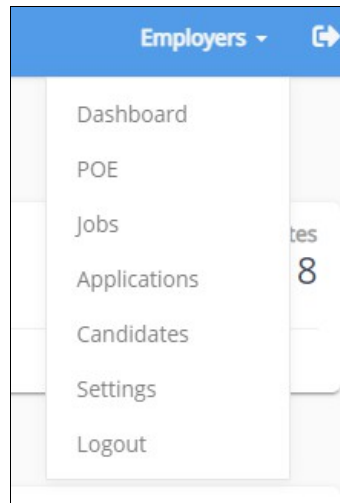 Employers
Dashboard
POE
Jobs
tes
8
Applications
Candidates
Settings
Logout